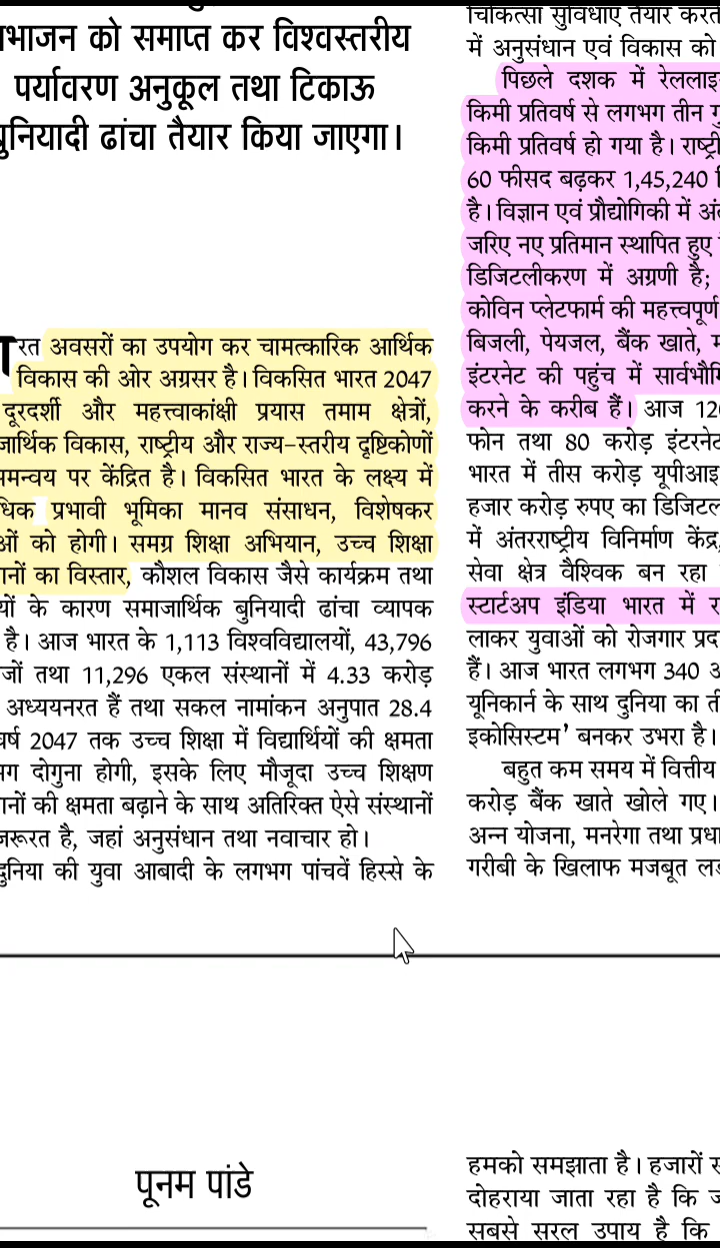 को समाप्त कर विश्वस्तरीय
पर्यावरण अनुकूल तथा टिकाऊ
ढांचा तैयार किया जाएगा।
रत अवसरों का उपयोग कर चामत्कारिक आर्थिक
विकास की ओर अग्रसर है। विकसित भारत 2047
दूरदर्शी और महत्त्वाकांक्षी प्रयास तमाम क्षेत्रों,
विकास, राष्ट्रीय और राज्य-स्तरीय दृष्टिकोणों
पर केंद्रित है। विकसित भारत के लक्ष्य में
प्रभावी भूमिका मानव संसाधन, विशेषकर
को होगी। समग्र शिक्षा अभियान, उच्च शिक्षा
का विस्तार, कौशल विकास जैसे कार्यक्रम तथा
के कारण समाजार्थिक बुनियादी ढांचा व्यापक
है। आज भारत के 1,113 विश्वविद्यालयों, 43,796
तथा 11,296 एकल संस्थानों में 4.33 करोड़
अध्ययनरत हैं तथा सकल नामांकन अनुपात 28.4
2047 तक उच्च शिक्षा में विद्यार्थियों की क्षमता
दोगुना होगी, इसके लिए मौजूदा उच्च शिक्षण
की क्षमता बढ़ाने के साथ अतिरिक्त ऐसे संस्थानों
जरूरत है, जहां अनुसंधान तथा नवाचार हो।
दुनिया की युवा आबादी के लगभग पांचवें हिस्से के
चिकित्सा सुविधाएं तैयार करत
में अनुसंधान एवं विकास को
पिछले दशक में
किमी प्रतिवर्ष से लगभग तीन
किमी प्रतिवर्ष हो गया है।
60 फीसद बढ़कर 1,45,240
है। विज्ञान एवं प्रौद्योगिकी में
जरिए नए प्रतिमान स्थापित हुए
डिजिटलीकरण में अग्रणी है;
कोविन प्लेटफार्म की महत्त्वपूर्ण
बिजली, पेयजल, बैंक खाते,
इंटरनेट की पहुंच में
करने के करीब हैं। आज
फोन तथा 80 करोड़ इंटरनेट
भारत में तीस करोड़ यूपीआइ
हजार करोड़ रुपए का
में अंतरराष्ट्रीय विनिर्माण केंद्र,
सेवा क्षेत्र वैश्विक बन रहा
स्टार्टअप इंडिया भारत में
लाकर युवाओं को रोजगार
हैं। आज भारत लगभग 340
यूनिकार्न के साथ दुनिया का
इकोसिस्टम' बनकर उभरा है।
बहुत कम समय में वित्तीय
करोड़ बैंक खाते खोले गए।
अन्न योजना, मनरेगा तथा
गरीबी के खिलाफ मजबूत
पूनम पांडे
हमको समझाता है। हजारों
दोहराया जाता रहा है कि
सबसे सरल उपाय है कि